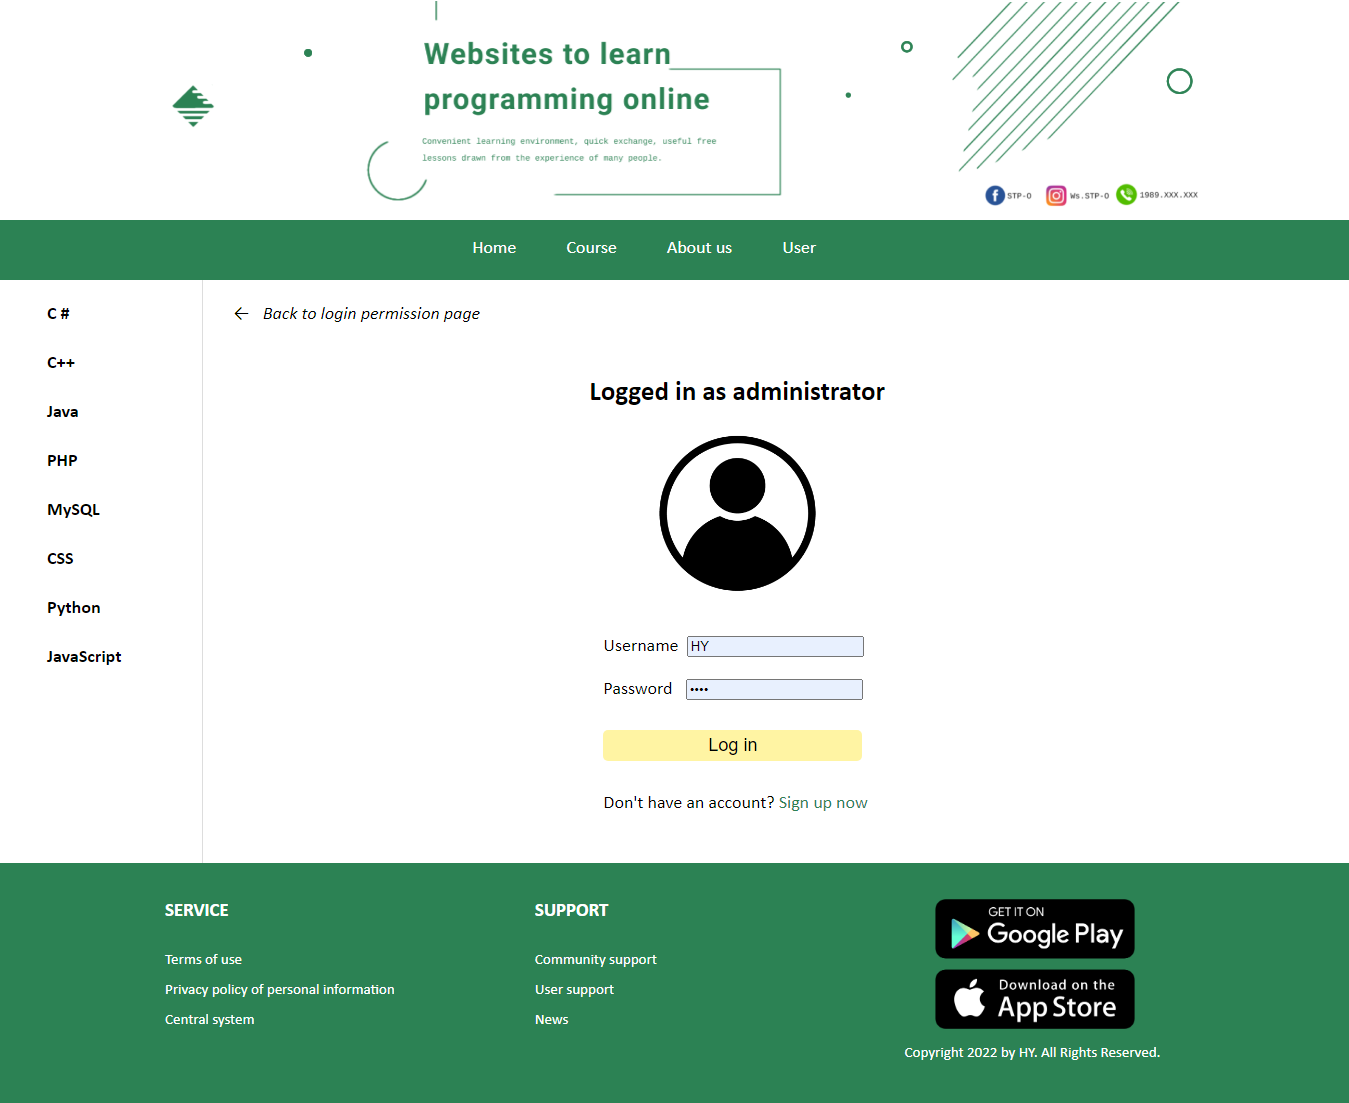 Websites to learn
programming online
Convenient learning environment, quick exchange, useful free
lessons drawn from the experience of many people.
STP-O Ws.STP-O 1989.XXX.XXX
Home Course About us User
C #
C++
Java
PHP
MySQL
CSS
Python
JavaScript
Back to login permission page
Logged in as administrator
Username HY
Password ••••
Log in
Don't have an account? Sign up now
SERVICE
Terms of use
Privacy policy of personal information
Central system
SUPPORT
Community support
User support
News
GET IT ON
Google Play
Download on the
App Store
Copyright 2022 by HY. All Rights Reserved.